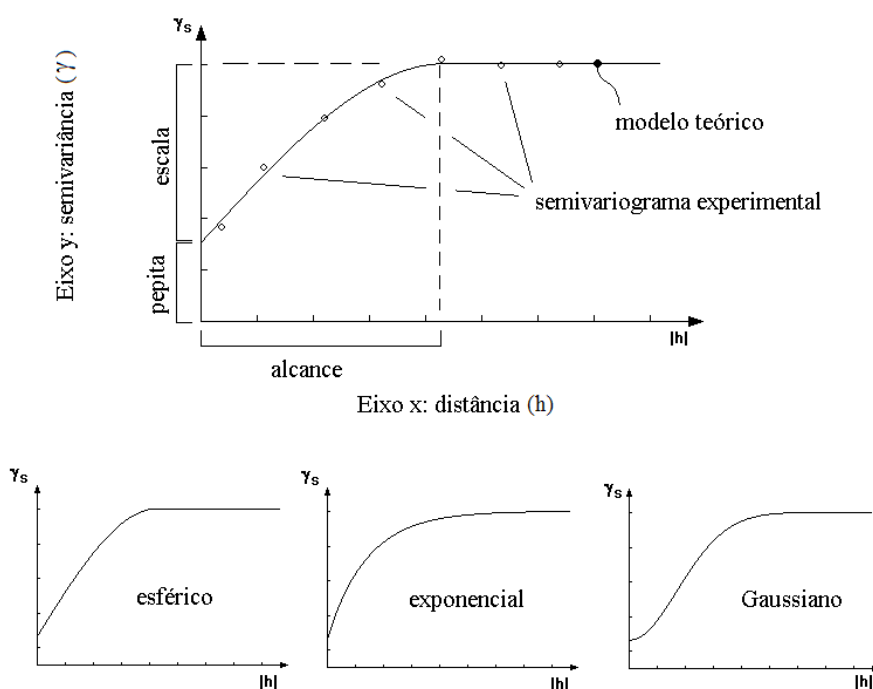 γs
Eixo y: semivariância (γ)
escala
pepita
modelo teórico
semivariograma experimental
|h|
alcance
Eixo x: distância (h)
γs
esférico
|h|
γs
exponencial
|h|
γs
Gaussiano
|h|